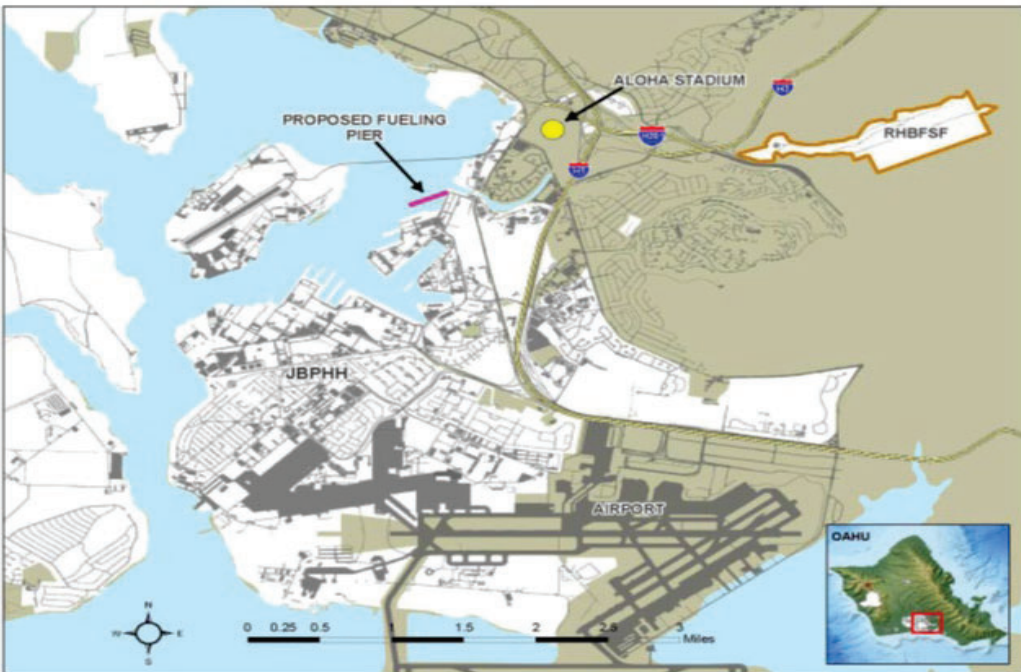 ALOHA STADIUM
H3
PROPOSED FUELING
PIER
RHBFSF
H201
H1
JBPHH
AIRPORT
OAHU
N
W
E
S
0 0.25 0.5 1 1.5 2 2.5 3
Miles